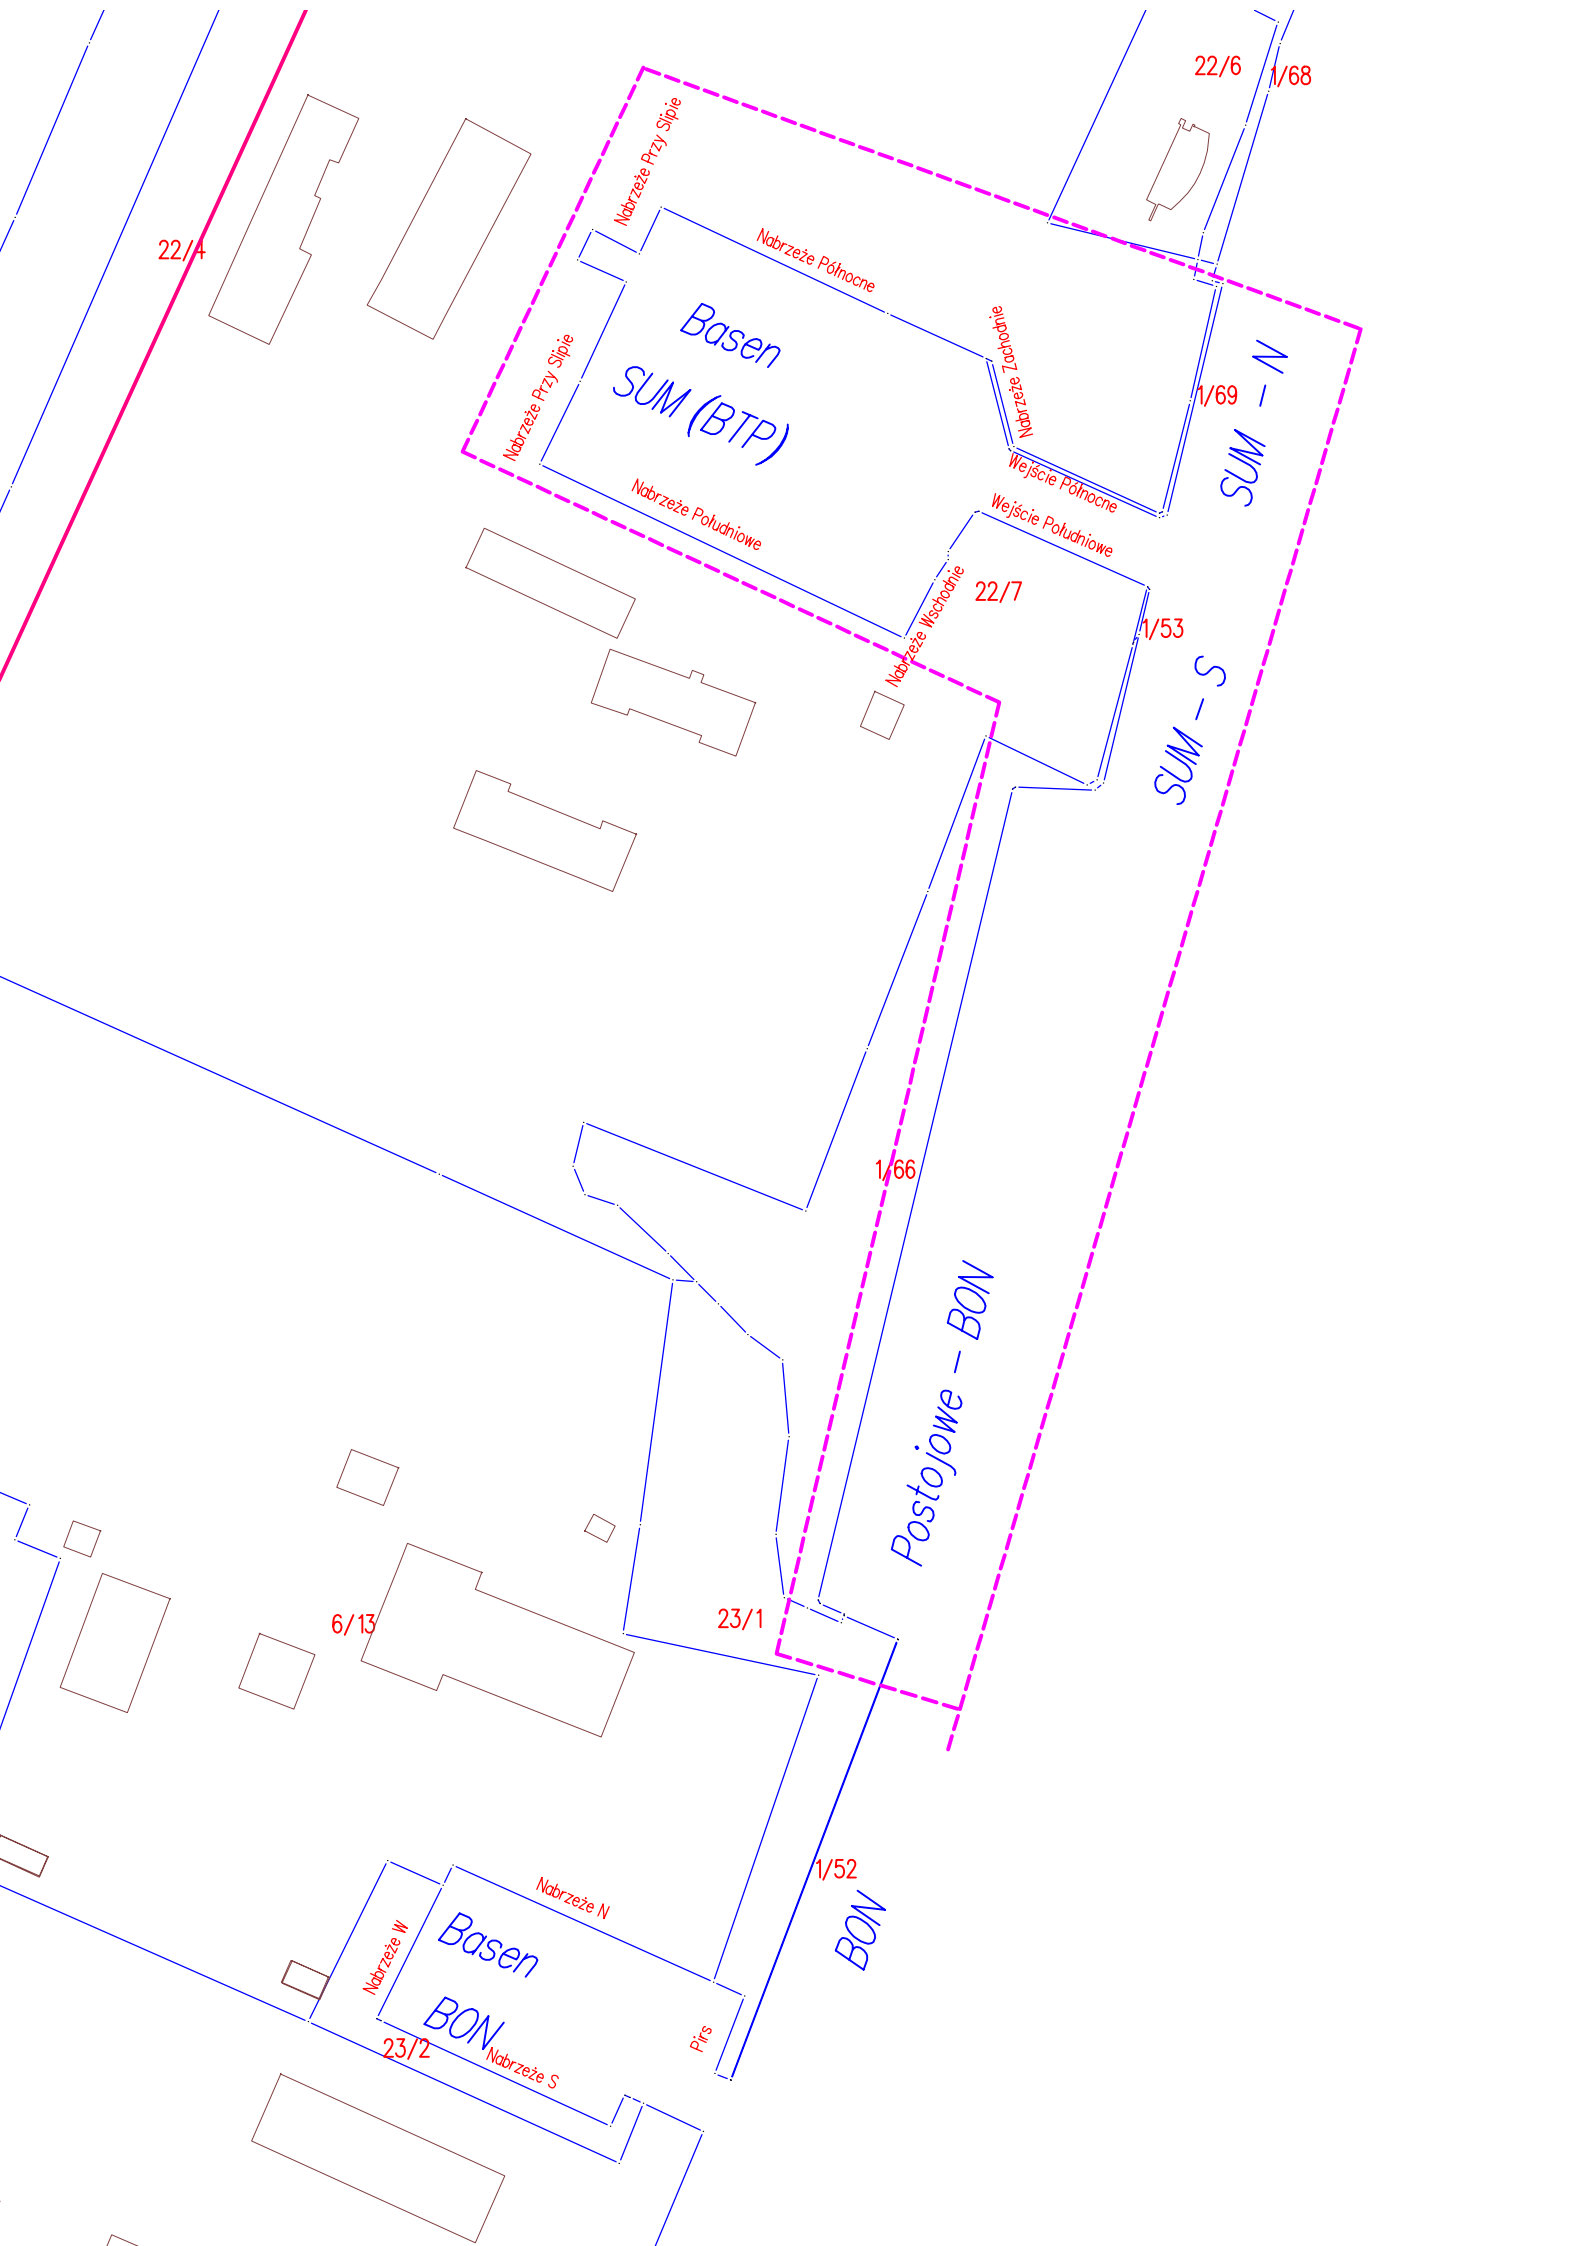 22/6
1/68
Nabrzeże Przy Slipie
22/4
Nabrzeże Północne
Basen
SUM (BTP)
Nabrzeże Zachodnie
SUM - N
1/69
Nabrzeże Przy Slipie
Wejście Północne
Nabrzeże Południowe
Wejście Południowe
22/7
Nabrzeże Wschodnie
1/53
SUM - S
1/66
Postojowe - BON
23/1
6/13
1/52
BON
Nabrzeże N
Nabrzeże W
Basen
BON
23/2
Nabrzeże S
Pirs